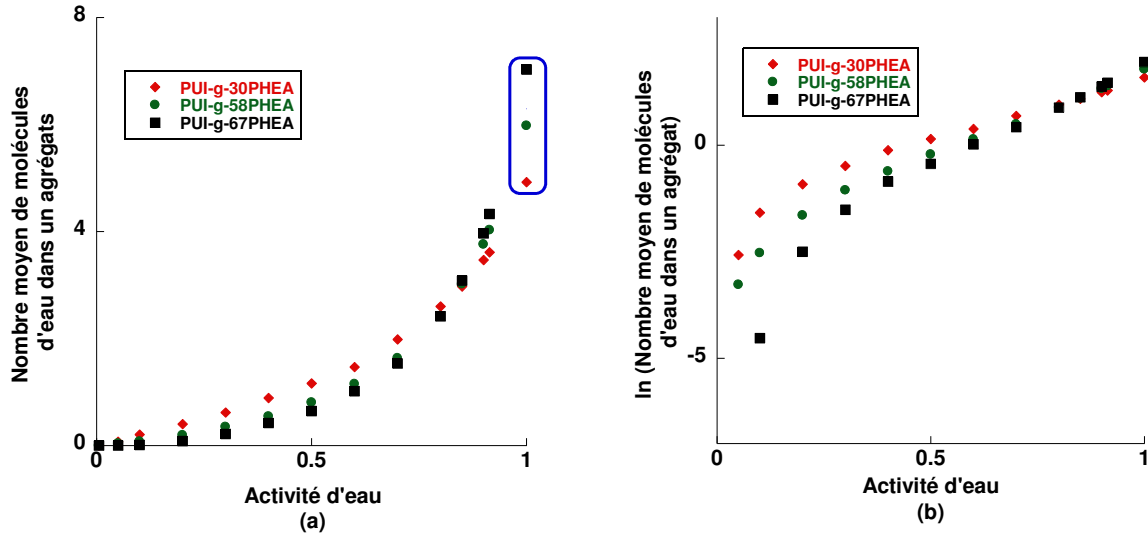 Nombre moyen de molécules
d'eau dans un agrégats
8
4
0
PUI-g-30PHEA
PUI-g-58PHEA
PUI-g-67PHEA
0
0.5
1
Activité d'eau
(a)
ln (Nombre moyen de molécules
d'eau dans un agrégat)
0
-5
PUI-g-30PHEA
PUI-g-58PHEA
PUI-g-67PHEA
0
0.5
1
Activité d'eau
(b)